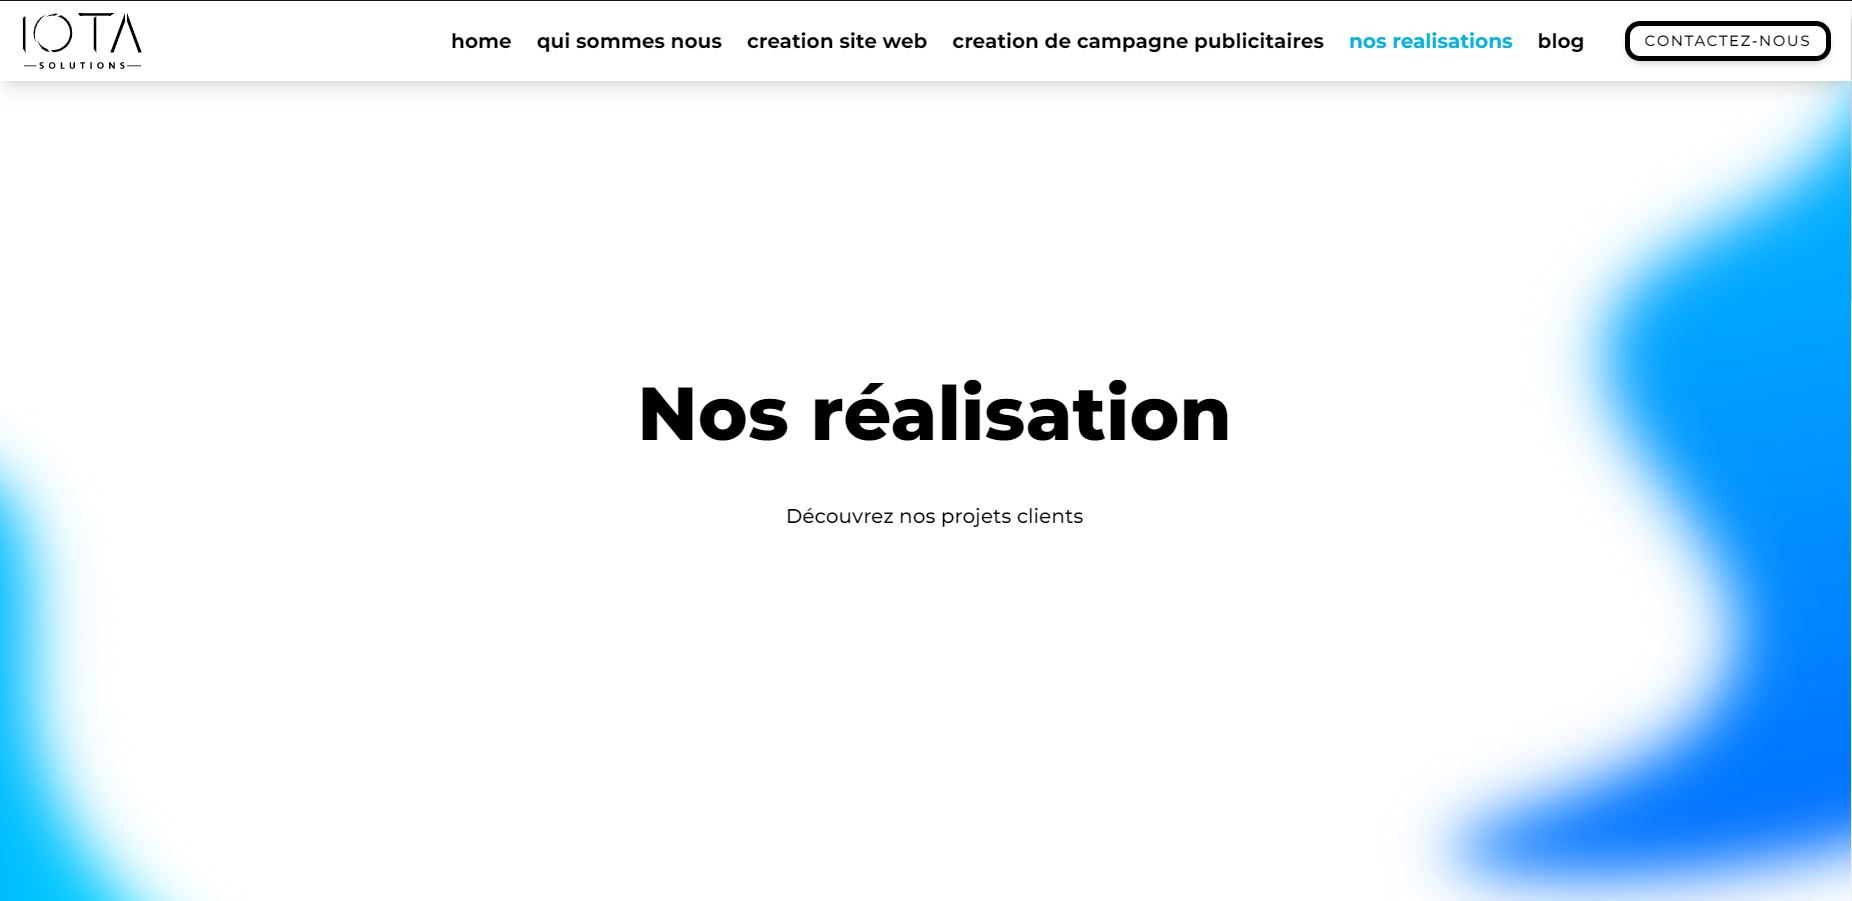 IOTA
SOLUTIONS
home qui sommes nous creation site web creation de campagne publicitaires nos realisations blog CONTACTEZ-NOUS
Nos réalisation
Découvrez nos projets clients